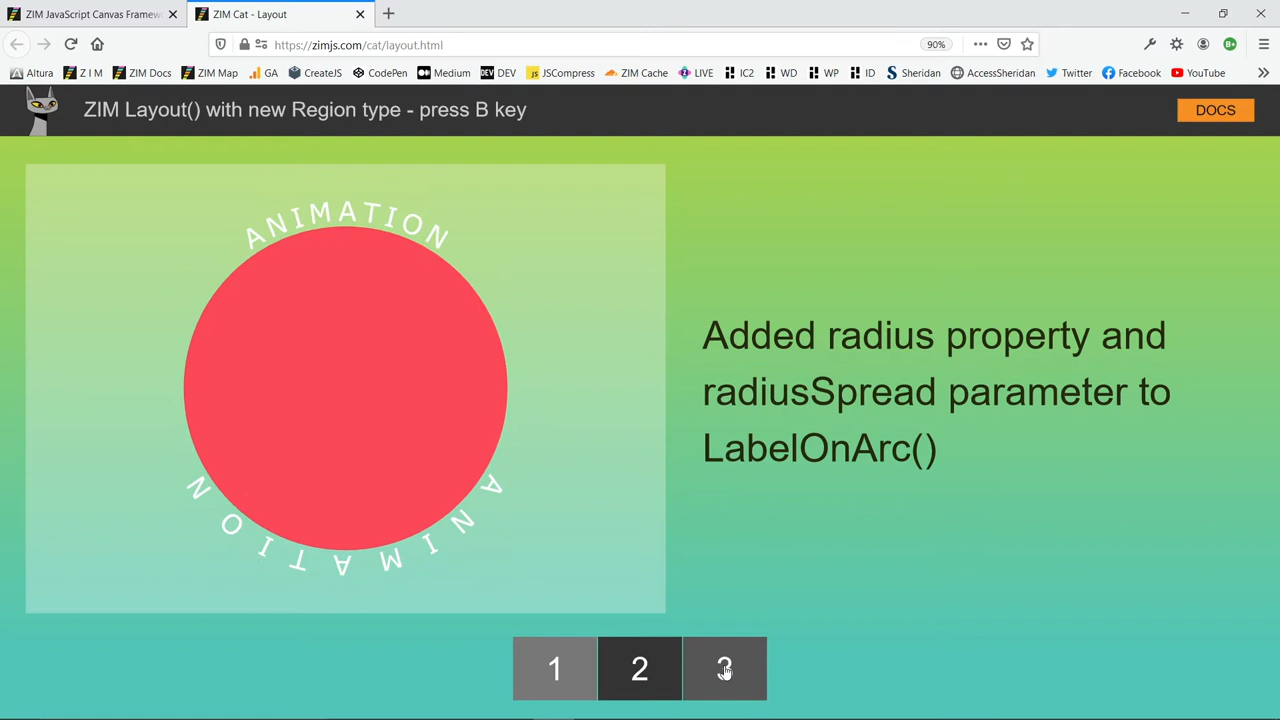 ZIM JavaScript Canvas Framew
ZIM Cat - Layout
https://zimjs.com/cat/layout.html
90%
Altura
Z I M
ZIM Docs
ZIM Map
GA
CreateJS
CodePen
Medium
DEV
DEV
JS
JSCompress
ZIM Cache
LIVE
IC2
WD
WP
ID
S
Sheridan
AccessSheridan
Twitter
Facebook
YouTube
ZIM Layout() with new Region type - press B key
DOCS
ANIMATION
ANIMATION
Added radius property and
radiusSpread parameter to
LabelOnArc()
1
2
3